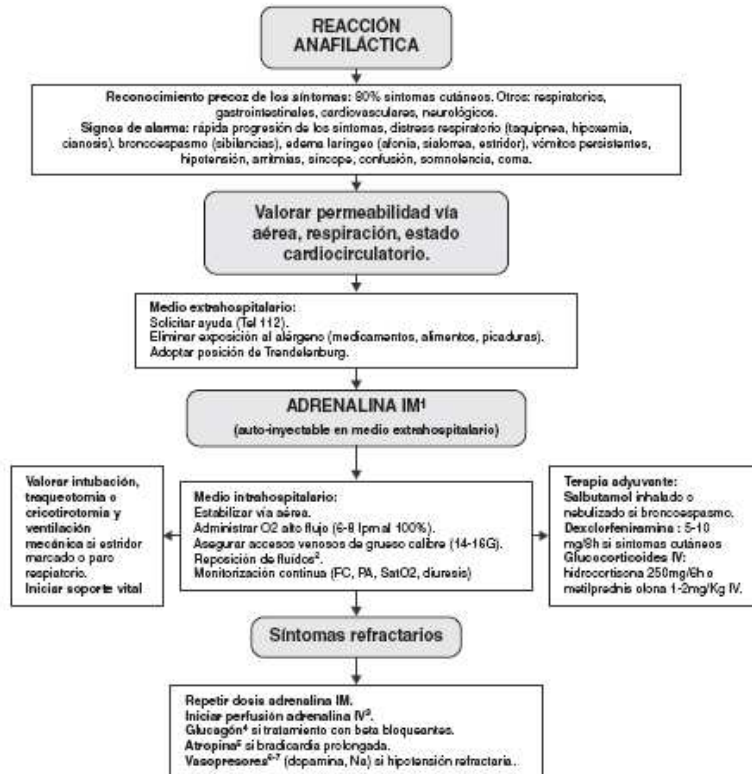 REACCIÓN
ANAFILÁCTICA
Reconocimiento precoz de los síntomas: 90% síntomas cutáneos. Otros: respiratorios,
gastrointestinales, cardiovasculares, neurológicos.
Signos de alarma: rápida progresión de los síntomas, distress respiratorio (taquipnea, hipoxemia,
cianosis). broncoespasmo (sibilancias), edema laríngeo (afonía, sialorrea, estridor), vómitos persistentes,
hipotensión, arritmias, síncope, confusión, somnolencia, coma.
Valorar permeabilidad vía
aérea, respiración, estado
cardiocirculatorio.
Medio extrahospitalario:
Solicitar ayuda (Tel 112).
Eliminar exposición al alérgeno (medicamentos, alimentos, picaduras).
Adoptar posición de Trendelenburg.
ADRENALINA IM¹
(auto-inyectable en medio extrahospitalario)
Valorar intubación,
traqueotomía o
cricotirotomía y
ventilación
mecánica si estridor
marcado o paro
respiatorio.
Iniciar soporte vital
Medio intrahospitalario:
Estabilizar vía aérea.
Administrar O2 alto flujo (6-8 lpm al 100%).
Asegurar accesos venosos de grueso calibre (14-16G).
Reposición de fluídos².
Monitorización continua (FC, PA, SatO2, diuresis)
Terapia adyuvante:
Salbutamol inhalado o
nebulizado si broncoespasmo.
Dexclorfeniramina : 5-10
mg/8h si síntomas cutáneos
Glucocorticoides IV:
hidrocortisona 250mg/6h o
metilprednis olona 1-2mg/Kg IV.
Síntomas refractarios
Repetir dosis adrenalina IM.
Iniciar perfusión adrenalina IV³.
Glucagón⁴ si tratamiento con beta bloqueantes.
Atropina⁵ si bradicardia prolongada.
Vasopresores⁶⁻⁷ (dopamina, Na) si hipotensión refractaria.